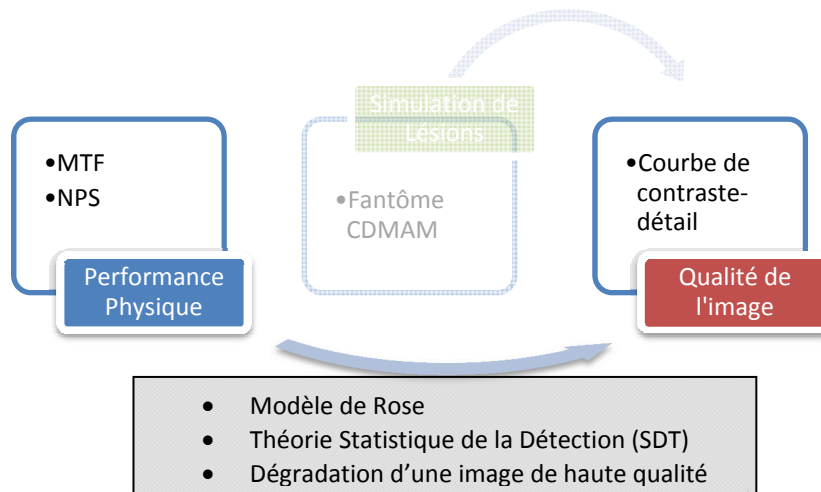 Simulation de
Lésions
•MTF
•NPS
Performance
Physique
•Fantôme
CDMAM
•Courbe de
contraste-
détail
Qualité de
l'image
• Modèle de Rose
• Théorie Statistique de la Détection (SDT)
• Dégradation d'une image de haute qualité